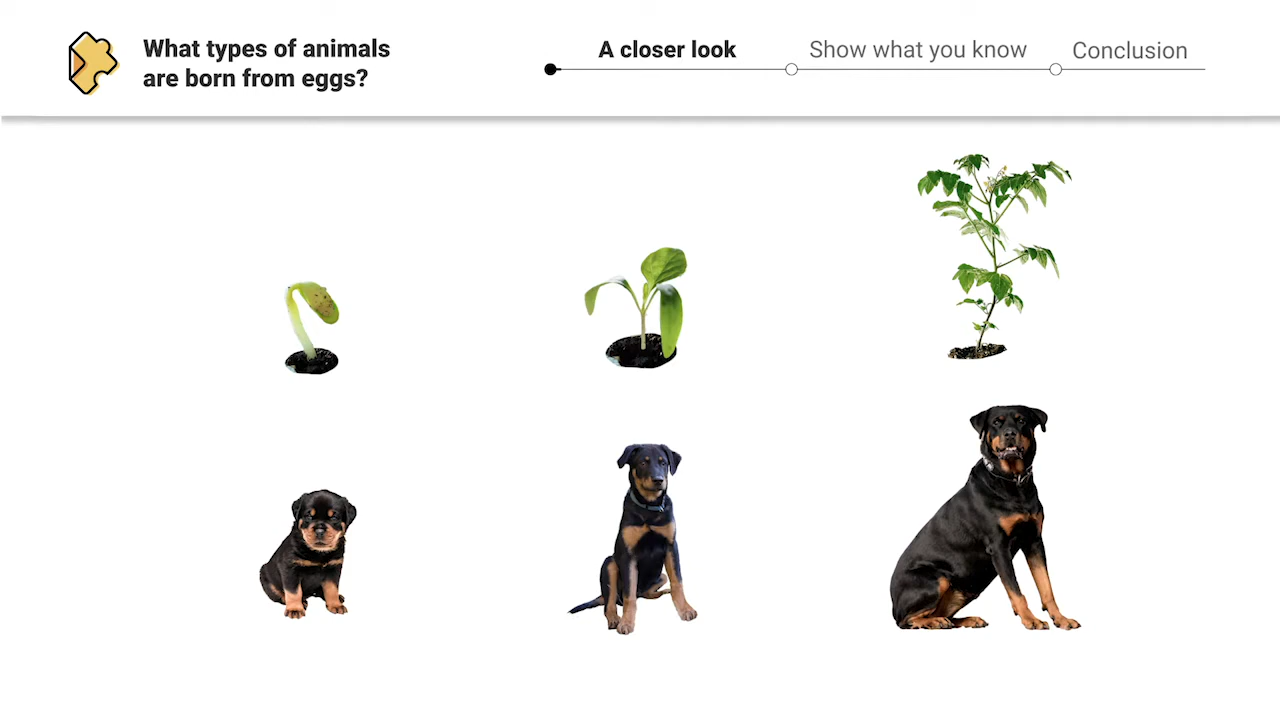 What types of animals
are born from eggs?
A closer look
Show what you know
Conclusion